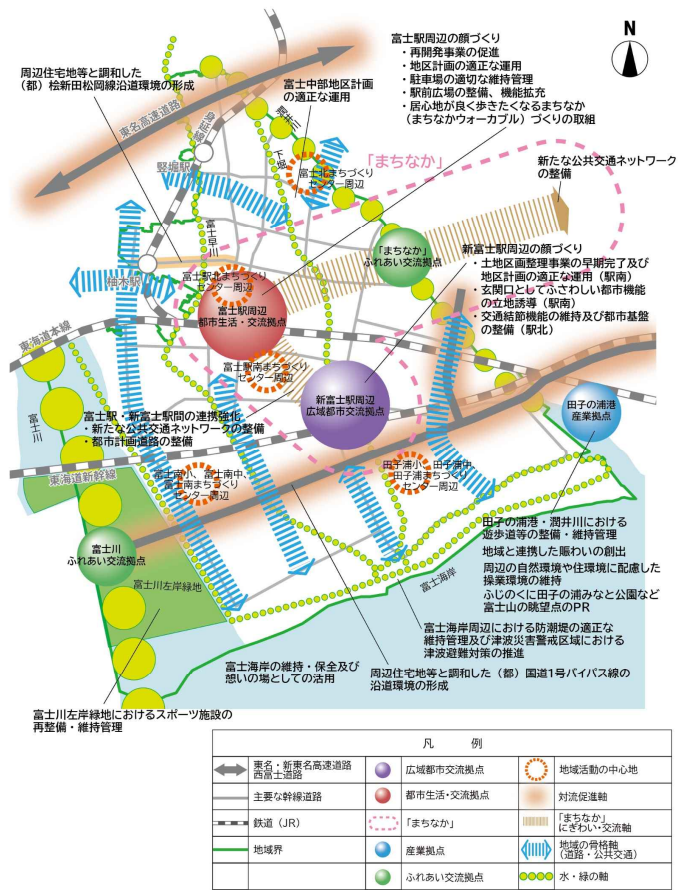 富士駅周辺の顔づくり
・再開発事業の促進
・地区計画の適正な運用
・駐車場の適切な維持管理
・駅前広場の整備、機能拡充
・居心地が良く歩きたくなるまちなか
（まちなかウォーカブル）づくりの取組
N
周辺住宅地等と調和した
（都）桧新田松岡線沿道環境の形成
富士中部地区計画
の適正な運用
東名高速道路
身延線
潤井川
下堀
竪堀駅
「まちなか」
新たな公共交通ネットワーク
の整備
富士北まちづくり
センター周辺
富士早川
「まちなか」
ふれあい交流拠点
新富士駅周辺の顔づくり
・土地区画整理事業の早期完了及び
地区計画の適正な運用（駅南）
・玄関口としてふさわしい都市機能
の立地誘導（駅南）
・交通結節機能の維持及び都市基盤
の整備（駅北）
柚木駅
富士駅北まちづくり
センター周辺
富士駅周辺
都市生活・交流拠点
東海道本線
富士駅南まちづくり
センター周辺
新富士駅周辺
広域都市交流拠点
田子の浦港
産業拠点
富士川
富士駅・新富士駅間の連携強化
・新たな公共交通ネットワークの整備
・都市計画道路の整備
東海道新幹線
富士南小、富士南中、
富士南まちづくり
センター周辺
田子浦小、田子浦中、
田子浦まちづくり
センター周辺
田子の浦港・潤井川における
遊歩道等の整備・維持管理
地域と連携した賑わいの創出
周辺の自然環境や住環境に配慮した
操業環境の維持
ふじのくに田子の浦みなと公園など
富士山の眺望点のPR
富士川
ふれあい交流拠点
富士川左岸緑地
富士海岸
富士海岸周辺における防潮堤の適正な
維持管理及び津波災害警戒区域における
津波避難対策の推進
富士海岸の維持・保全及び
憩いの場としての活用
周辺住宅地等と調和した（都）国道1号バイパス線の
沿道環境の形成
富士川左岸緑地におけるスポーツ施設の
再整備・維持管理
凡 例
東名・新東名高速道路
西富士道路
広域都市交流拠点
地域活動の中心地
主要な幹線道路
都市生活・交流拠点
対流促進軸
鉄道（JR）
「まちなか」
「まちなか」
にぎわい・交流軸
地域界
産業拠点
地域の骨格軸
（道路・公共交通）
ふれあい交流拠点
水・緑の軸